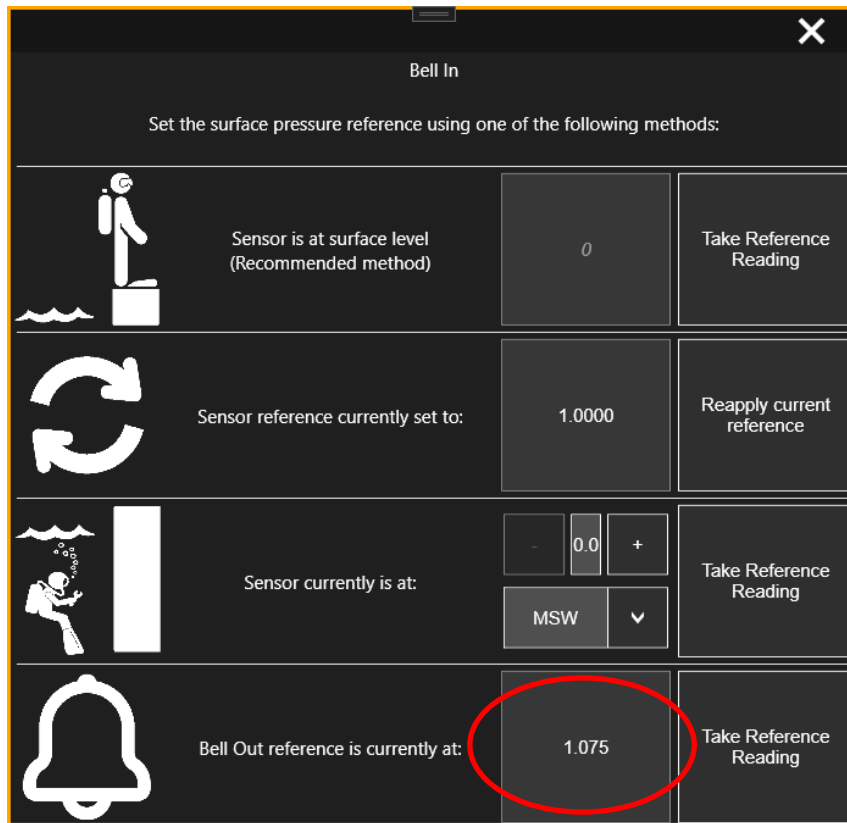 Bell In
Set the surface pressure reference using one of the following methods:
Sensor is at surface level
(Recommended method)
0
Take Reference
Reading
Sensor reference currently set to:
1.0000
Reapply current
reference
Sensor currently is at:
-
0.0
+
MSW
Take Reference
Reading
Bell Out reference is currently at:
1.075
Take Reference
Reading